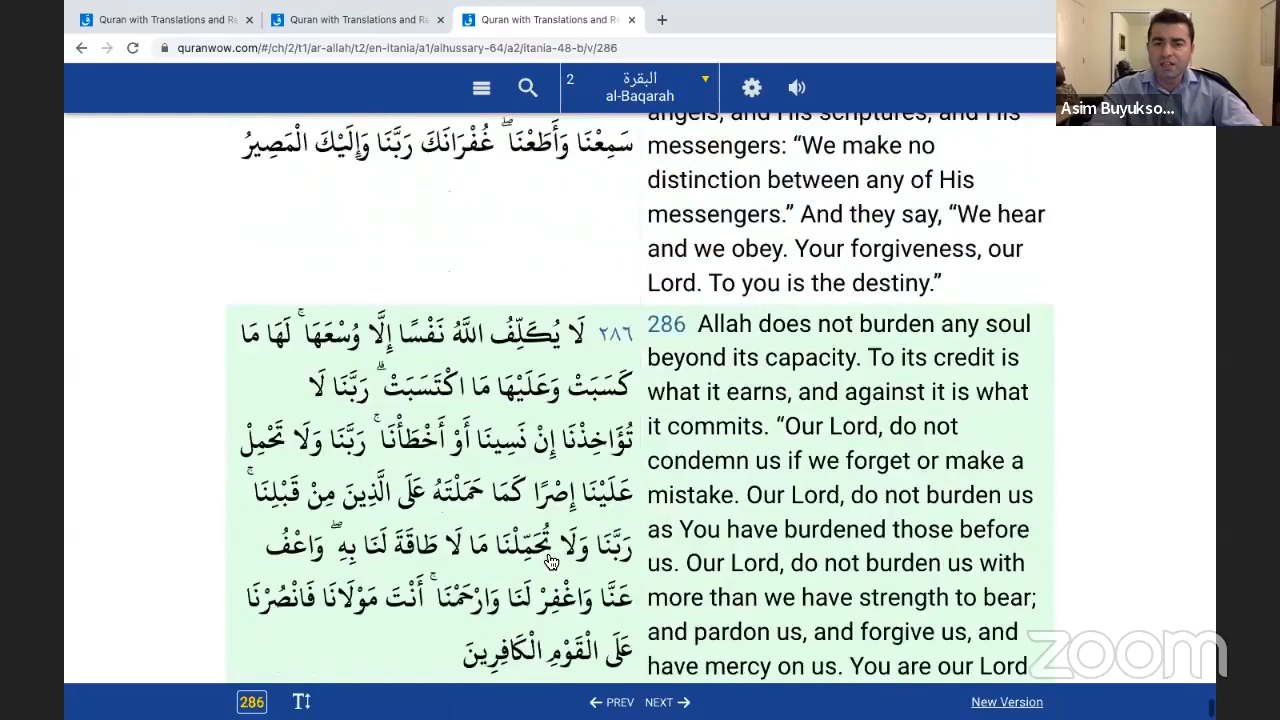 Quran with Translations and Re
Quran with Translations and Re
Quran with Translations and Re
quranwow.com/#/ch/2/t1/ar-allah/t2/en-itania/a1/alhussary-64/a2/itania-48-b/v/286
Asim Buyukso...
2
البقرة
al-Baqarah
سَمِعْنَا وَأَطَعْنَا ۖ غُفْرَانَكَ رَبَّنَا وَإِلَيْكَ الْمَصِيرُ
angels, and His scriptures, and His
messengers: “We make no
distinction between any of His
messengers.” And they say, “We hear
and we obey. Your forgiveness, our
Lord. To you is the destiny.”
٢٨٦ لَا يُكَلِّفُ اللَّهُ نَفْسًا إِلَّا وُسْعَهَا ۚ لَهَا مَا
كَسَبَتْ وَعَلَيْهَا مَا اكْتَسَبَتْ ۗ رَبَّنَا لَا
تُؤَاخِذْنَا إِنْ نَسِينَا أَوْ أَخْطَأْنَا ۚ رَبَّنَا وَلَا تَحْمِلْ
عَلَيْنَا إِصْرًا كَمَا حَمَلْتَهُ عَلَى الَّذِينَ مِنْ قَبْلِنَا ۚ
رَبَّنَا وَلَا تُحَمِّلْنَا مَا لَا طَاقَةَ لَنَا بِهِ ۖ وَاعْفُ
عَنَّا وَاغْفِرْ لَنَا وَارْحَمْنَا ۚ أَنْتَ مَوْلَانَا فَانْصُرْنَا
عَلَى الْقَوْمِ الْكَافِرِينَ
286 Allah does not burden any soul
beyond its capacity. To its credit is
what it earns, and against it is what
it commits. “Our Lord, do not
condemn us if we forget or make a
mistake. Our Lord, do not burden us
as You have burdened those before
us. Our Lord, do not burden us with
more than we have strength to bear;
and pardon us, and forgive us, and
have mercy on us. You are our Lord
zoom
286
PREV NEXT
New Version